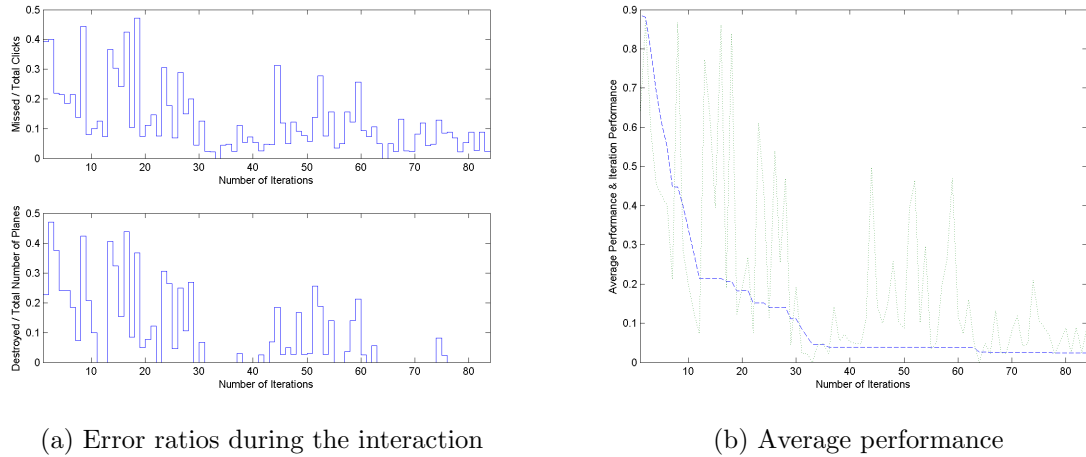 0.5
0.4
0.3
0.2
0.1
0
Missed / Total Clicks
10 20 30 40 50 60 70 80
Number of Iterations
0.5
0.4
0.3
0.2
0.1
0
Destroyed / Total Number of Planes
10 20 30 40 50 60 70 80
Number of Iterations
(a) Error ratios during the interaction
0.9
0.8
0.7
0.6
0.5
0.4
0.3
0.2
0.1
0
Average Performance & Iteration Performance
10 20 30 40 50 60 70 80
Number of Iterations
(b) Average performance